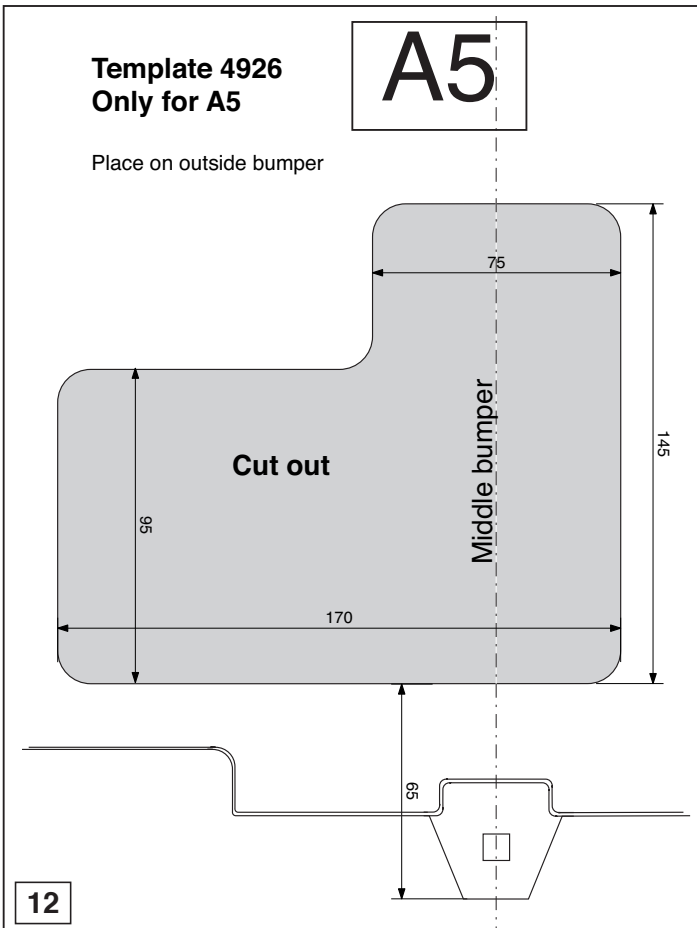 Template 4926
Only for A5
A5
Place on outside bumper
75
145
Middle bumper
Cut out
95
170
65
12